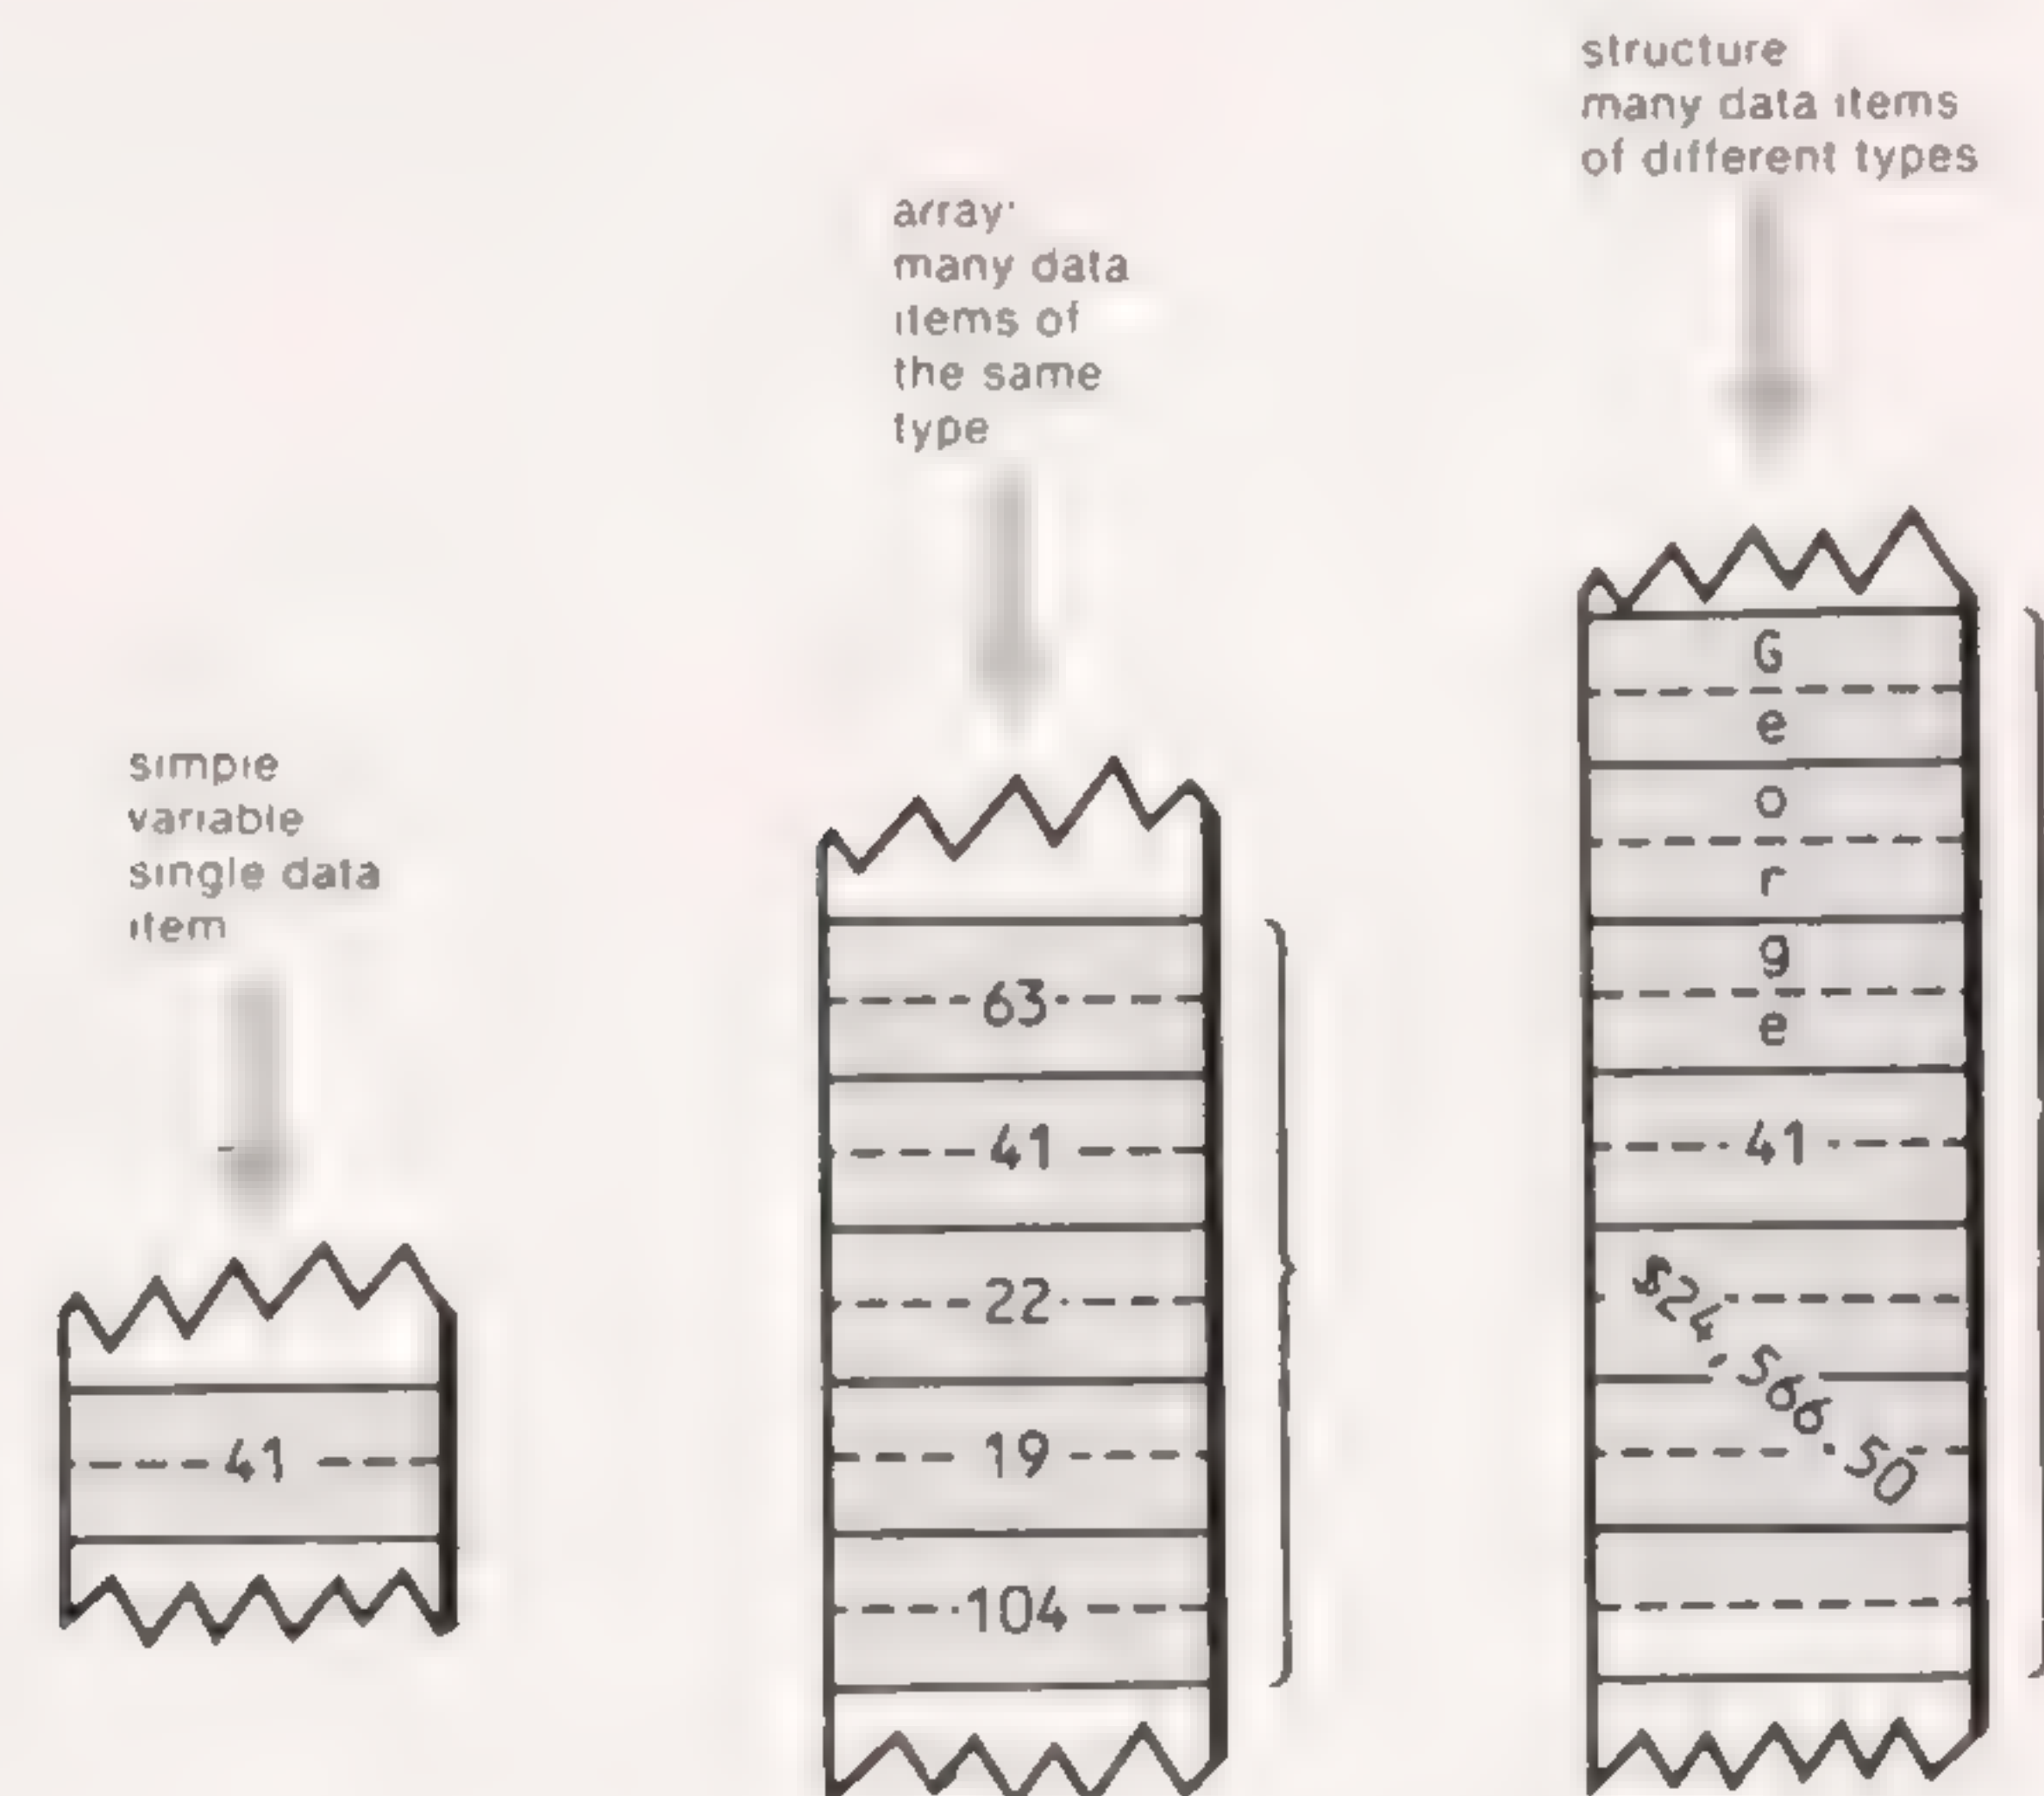 simple
variable
single data
item
41
array:
many data
items of
the same
type
63
41
22
19
104
structure
many data items
of different types
G
e
o
r
g
e
41
$24,566.50